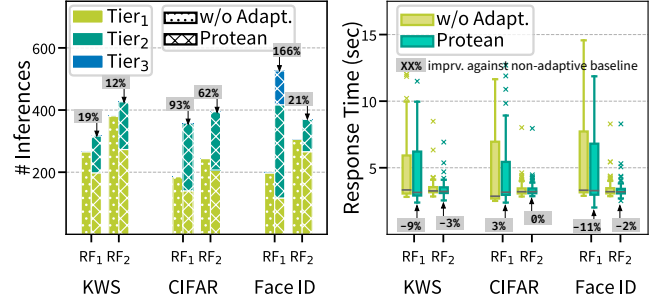 Tier1
Tier2
Tier3
w/o Adapt.
Protean
# Inferences
600
400
200
19%
12%
93%
62%
166%
21%
RF1 RF2 RF1 RF2 RF1 RF2
KWS CIFAR Face ID
Response Time (sec)
15
10
5
w/o Adapt.
Protean
XX% imprv. against non-adaptive baseline
-9%
-3%
3%
0%
-11%
-2%
RF1 RF2 RF1 RF2 RF1 RF2
KWS CIFAR Face ID